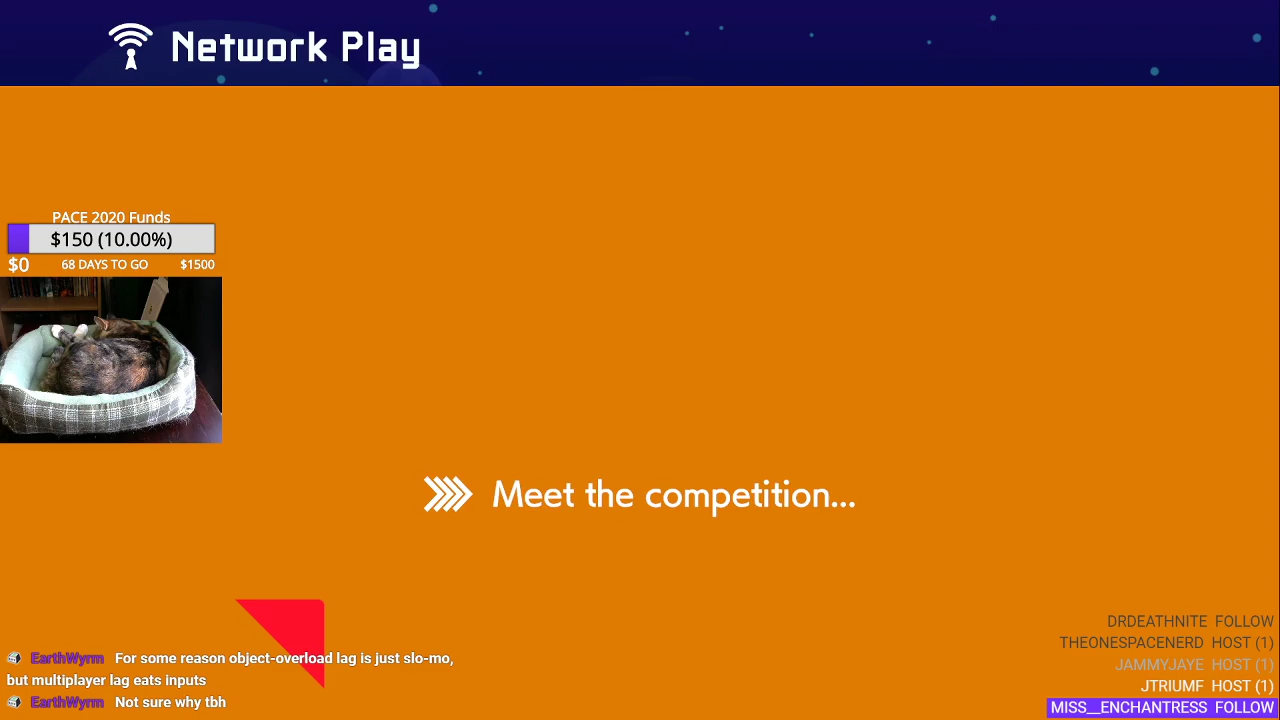 Network Play
PACE 2020 Funds
$150 (10.00%)
$0 68 DAYS TO GO $1500
Meet the competition...
EarthWyrm For some reason object-overload lag is just slo-mo,
but multiplayer lag eats inputs
EarthWyrm Not sure why tbh
DRDEATHNITE FOLLOW
THEONESPACENERD HOST (1)
JAMMYJAYE HOST (1)
JTRIUMF HOST (1)
MISS__ENCHANTRESS FOLLOW